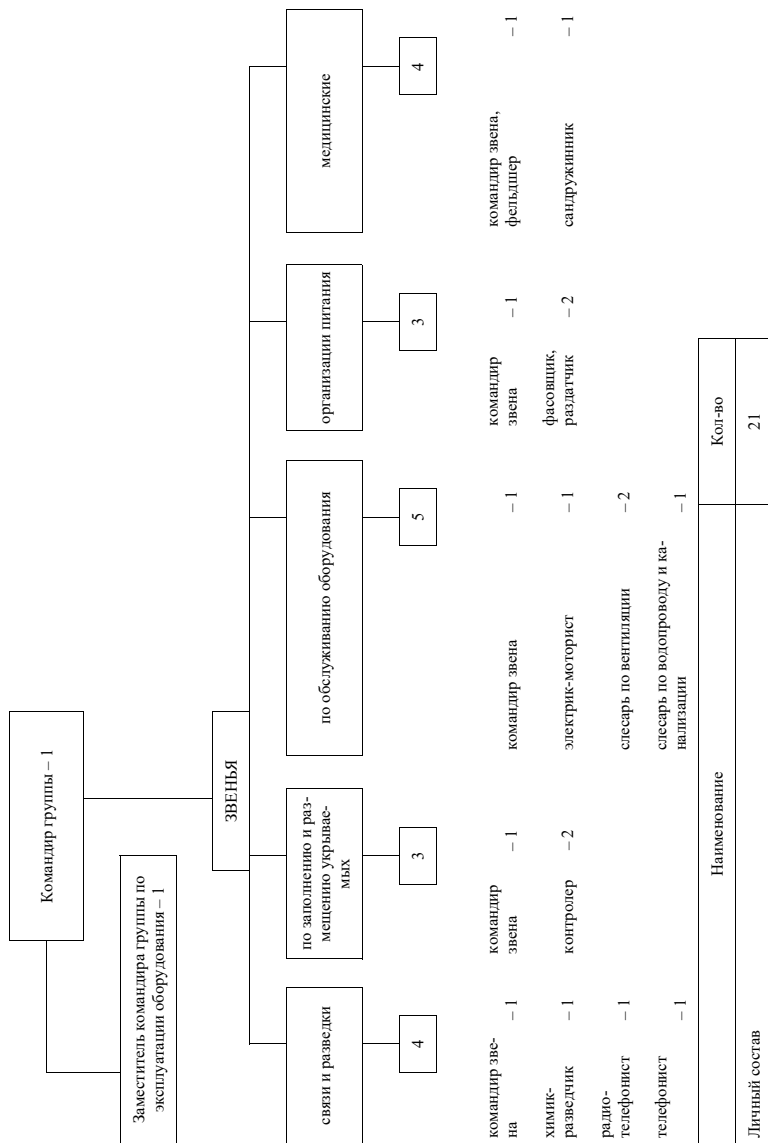 Командир группы – 1
Заместитель командира группы по
эксплуатации оборудования – 1
ЗВЕНЬЯ
связи и разведки
4
командир зве-
на – 1
химик-
разведчик – 1
радио-
телефонист – 1
телефонист – 1
по заполнению и раз-
мещению укрывае-
мых
3
командир
звена – 1
контролер – 2
по обслуживанию оборудования
5
командир звена – 1
электрик-моторист – 1
слесарь по вентиляции – 2
слесарь по водопроводу и ка-
нализации – 1
организации питания
3
командир
звена – 1
фасовщик,
раздатчик – 2
медицинские
4
командир звена,
фельдшер – 1
сандружинник – 1
Наименование Кол-во
Личный состав 21